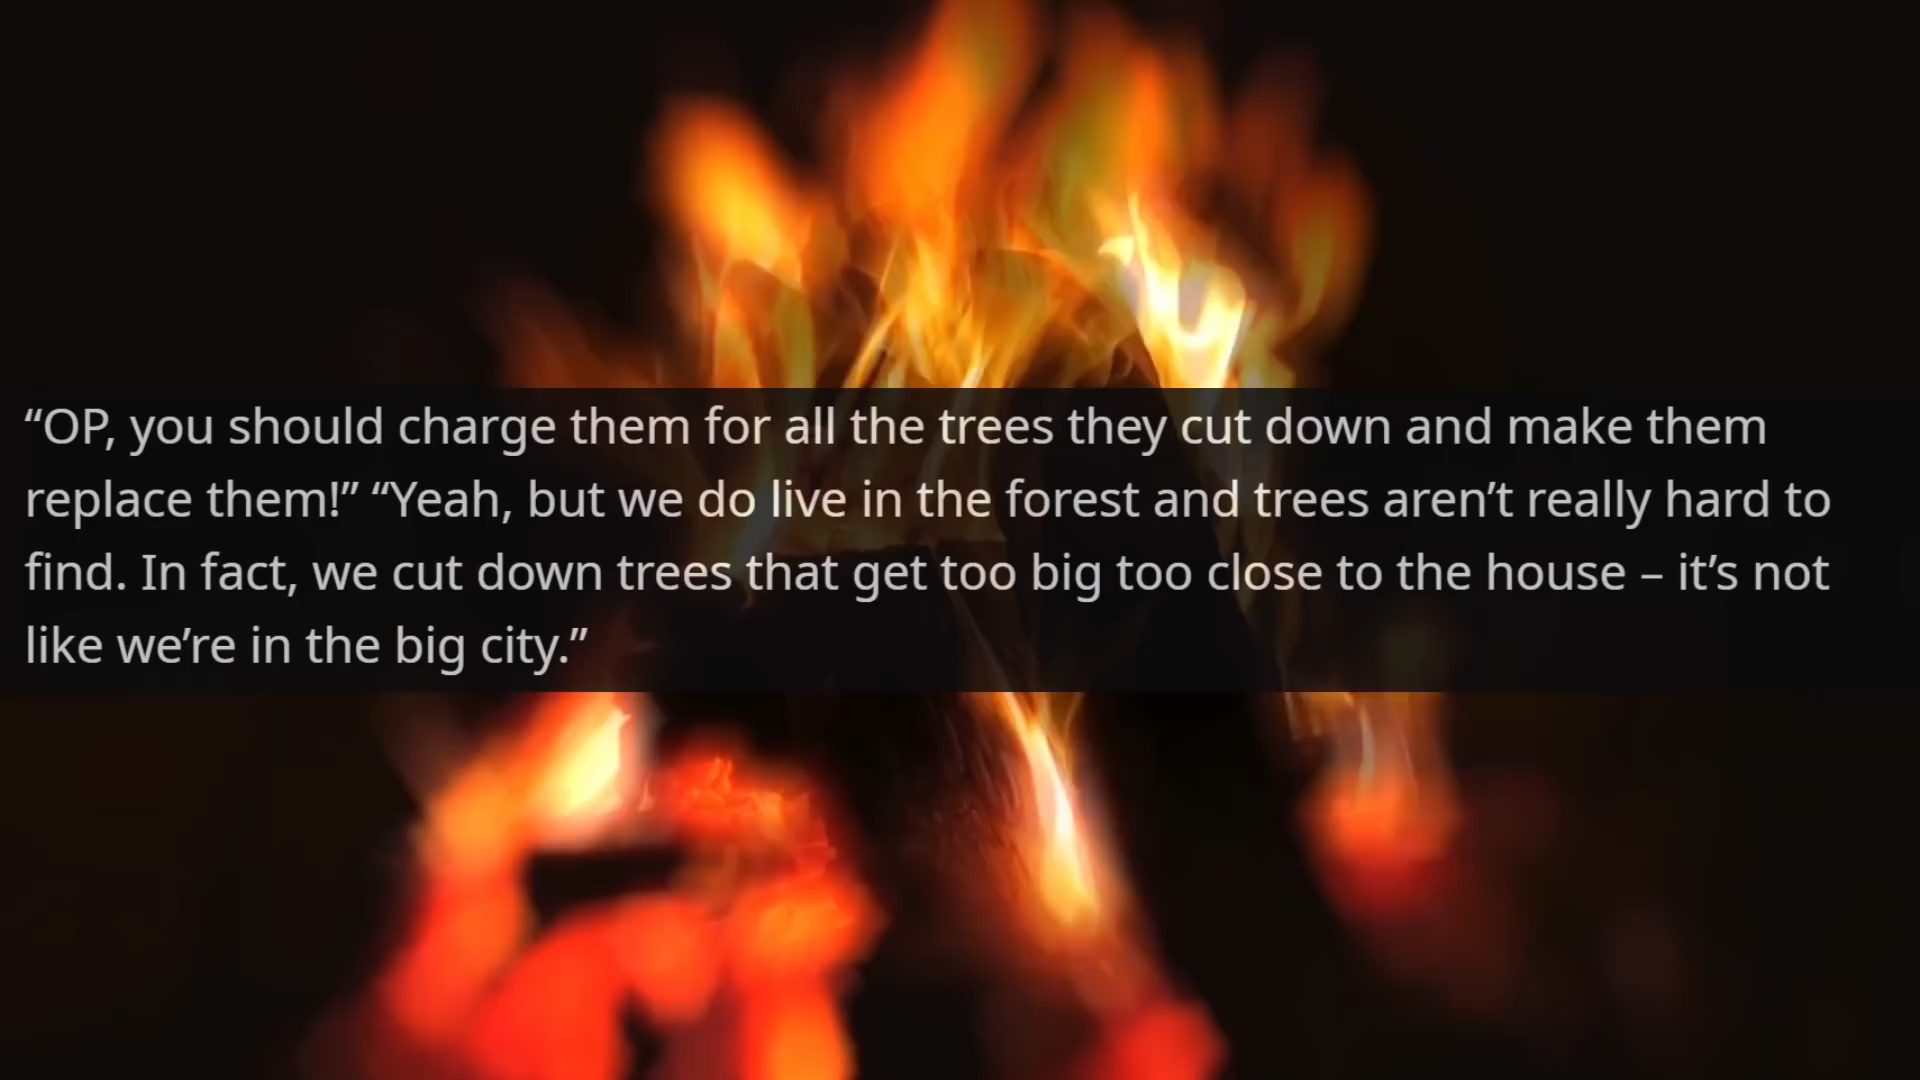 “OP, you should charge them for all the trees they cut down and make them
replace them!” “Yeah, but we do live in the forest and trees aren’t really hard to
find. In fact, we cut down trees that get too big too close to the house – it’s not
like we’re in the big city.”